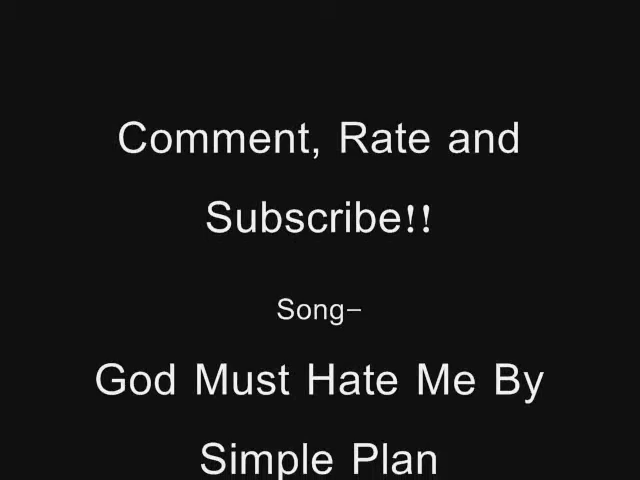 Comment, Rate and
Subscribe!!
Song-
God Must Hate Me By
Simple Plan